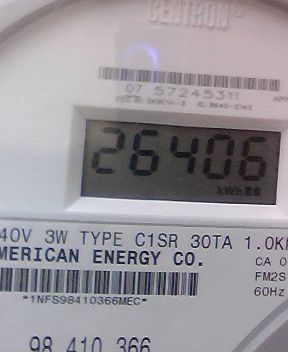 CENTRON®
07 57245311
26406
kWh
40V 3W TYPE C1SR 30TA 1.0K
MERICAN ENERGY CO.
CA 0
FM2S
60Hz
*1NFS98410366MEC*
98 410 366